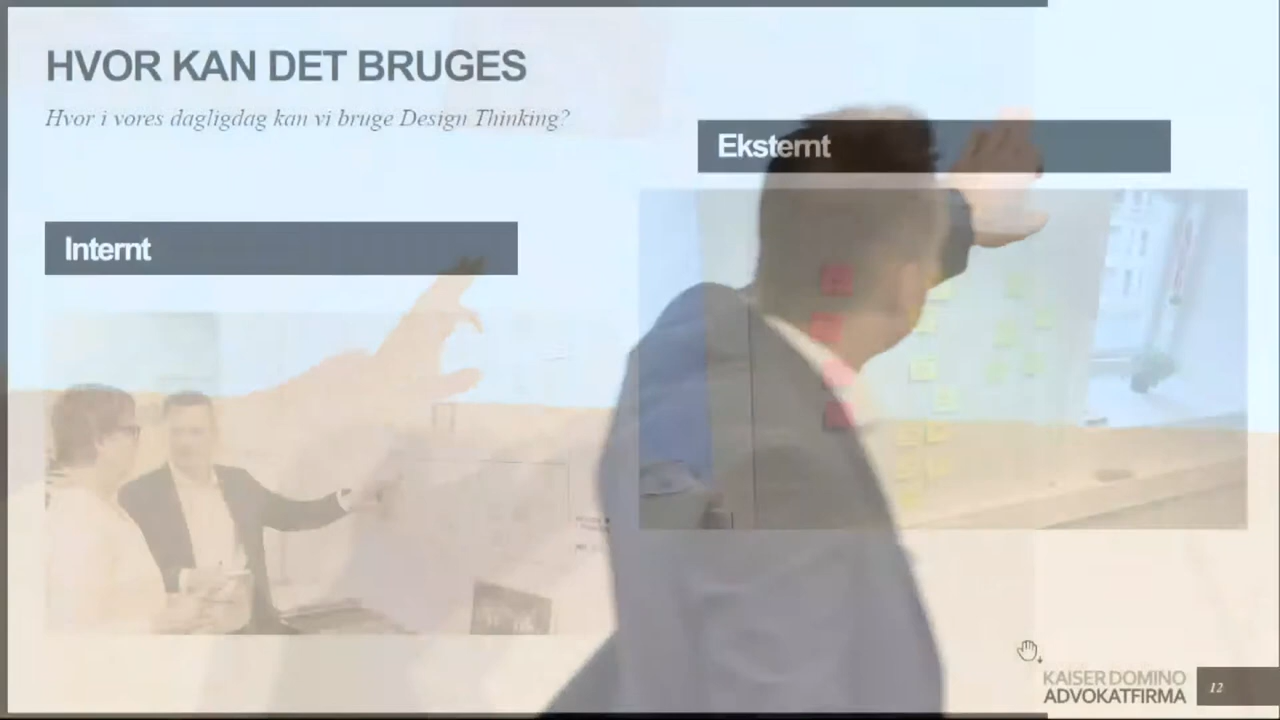 HVOR KAN DET BRUGES
Hvor i vores dagligdag kan vi bruge Design Thinking?
Eksternt
Internt
KAISER DOMINO
ADVOKATFIRMA
12